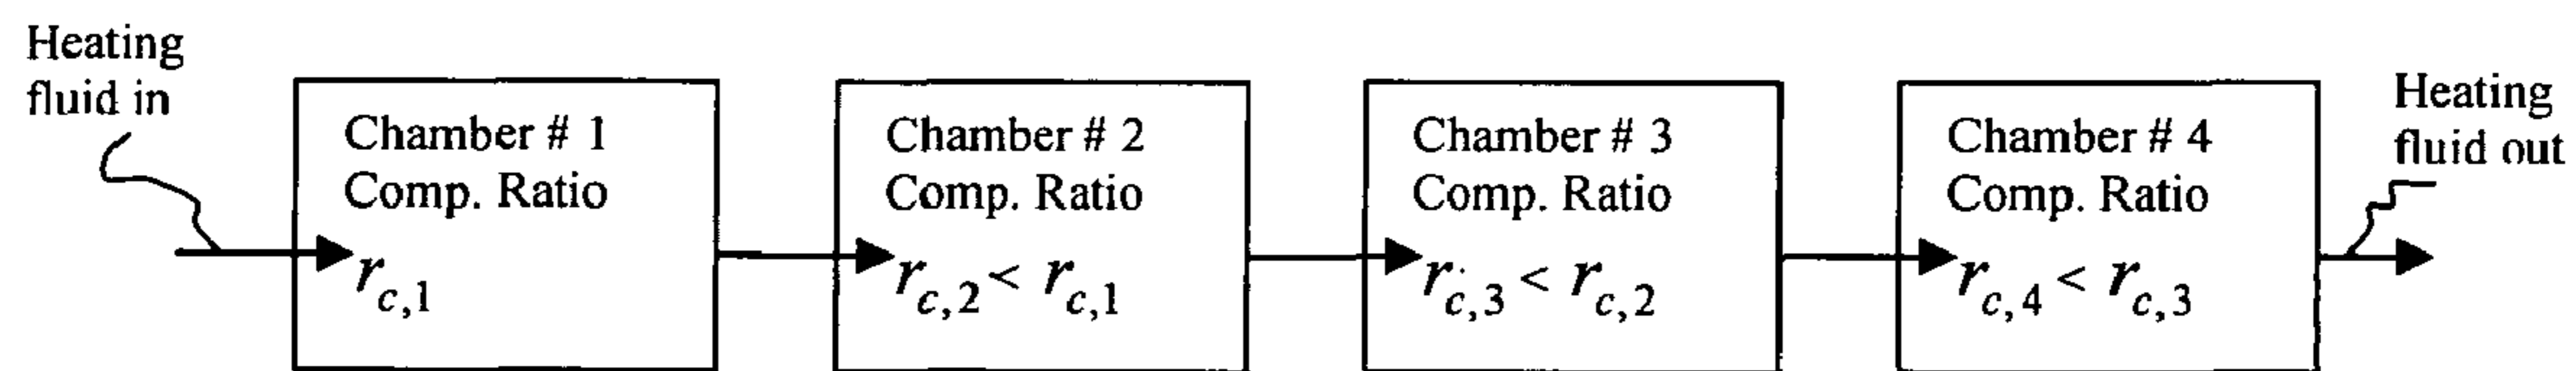 Heating
fluid in
Chamber # 1
Comp. Ratio
r_{c,1}
Chamber # 2
Comp. Ratio
r_{c,2} < r_{c,1}
Chamber # 3
Comp. Ratio
r_{c,3} < r_{c,2}
Chamber # 4
Comp. Ratio
r_{c,4} < r_{c,3}
Heating
fluid out